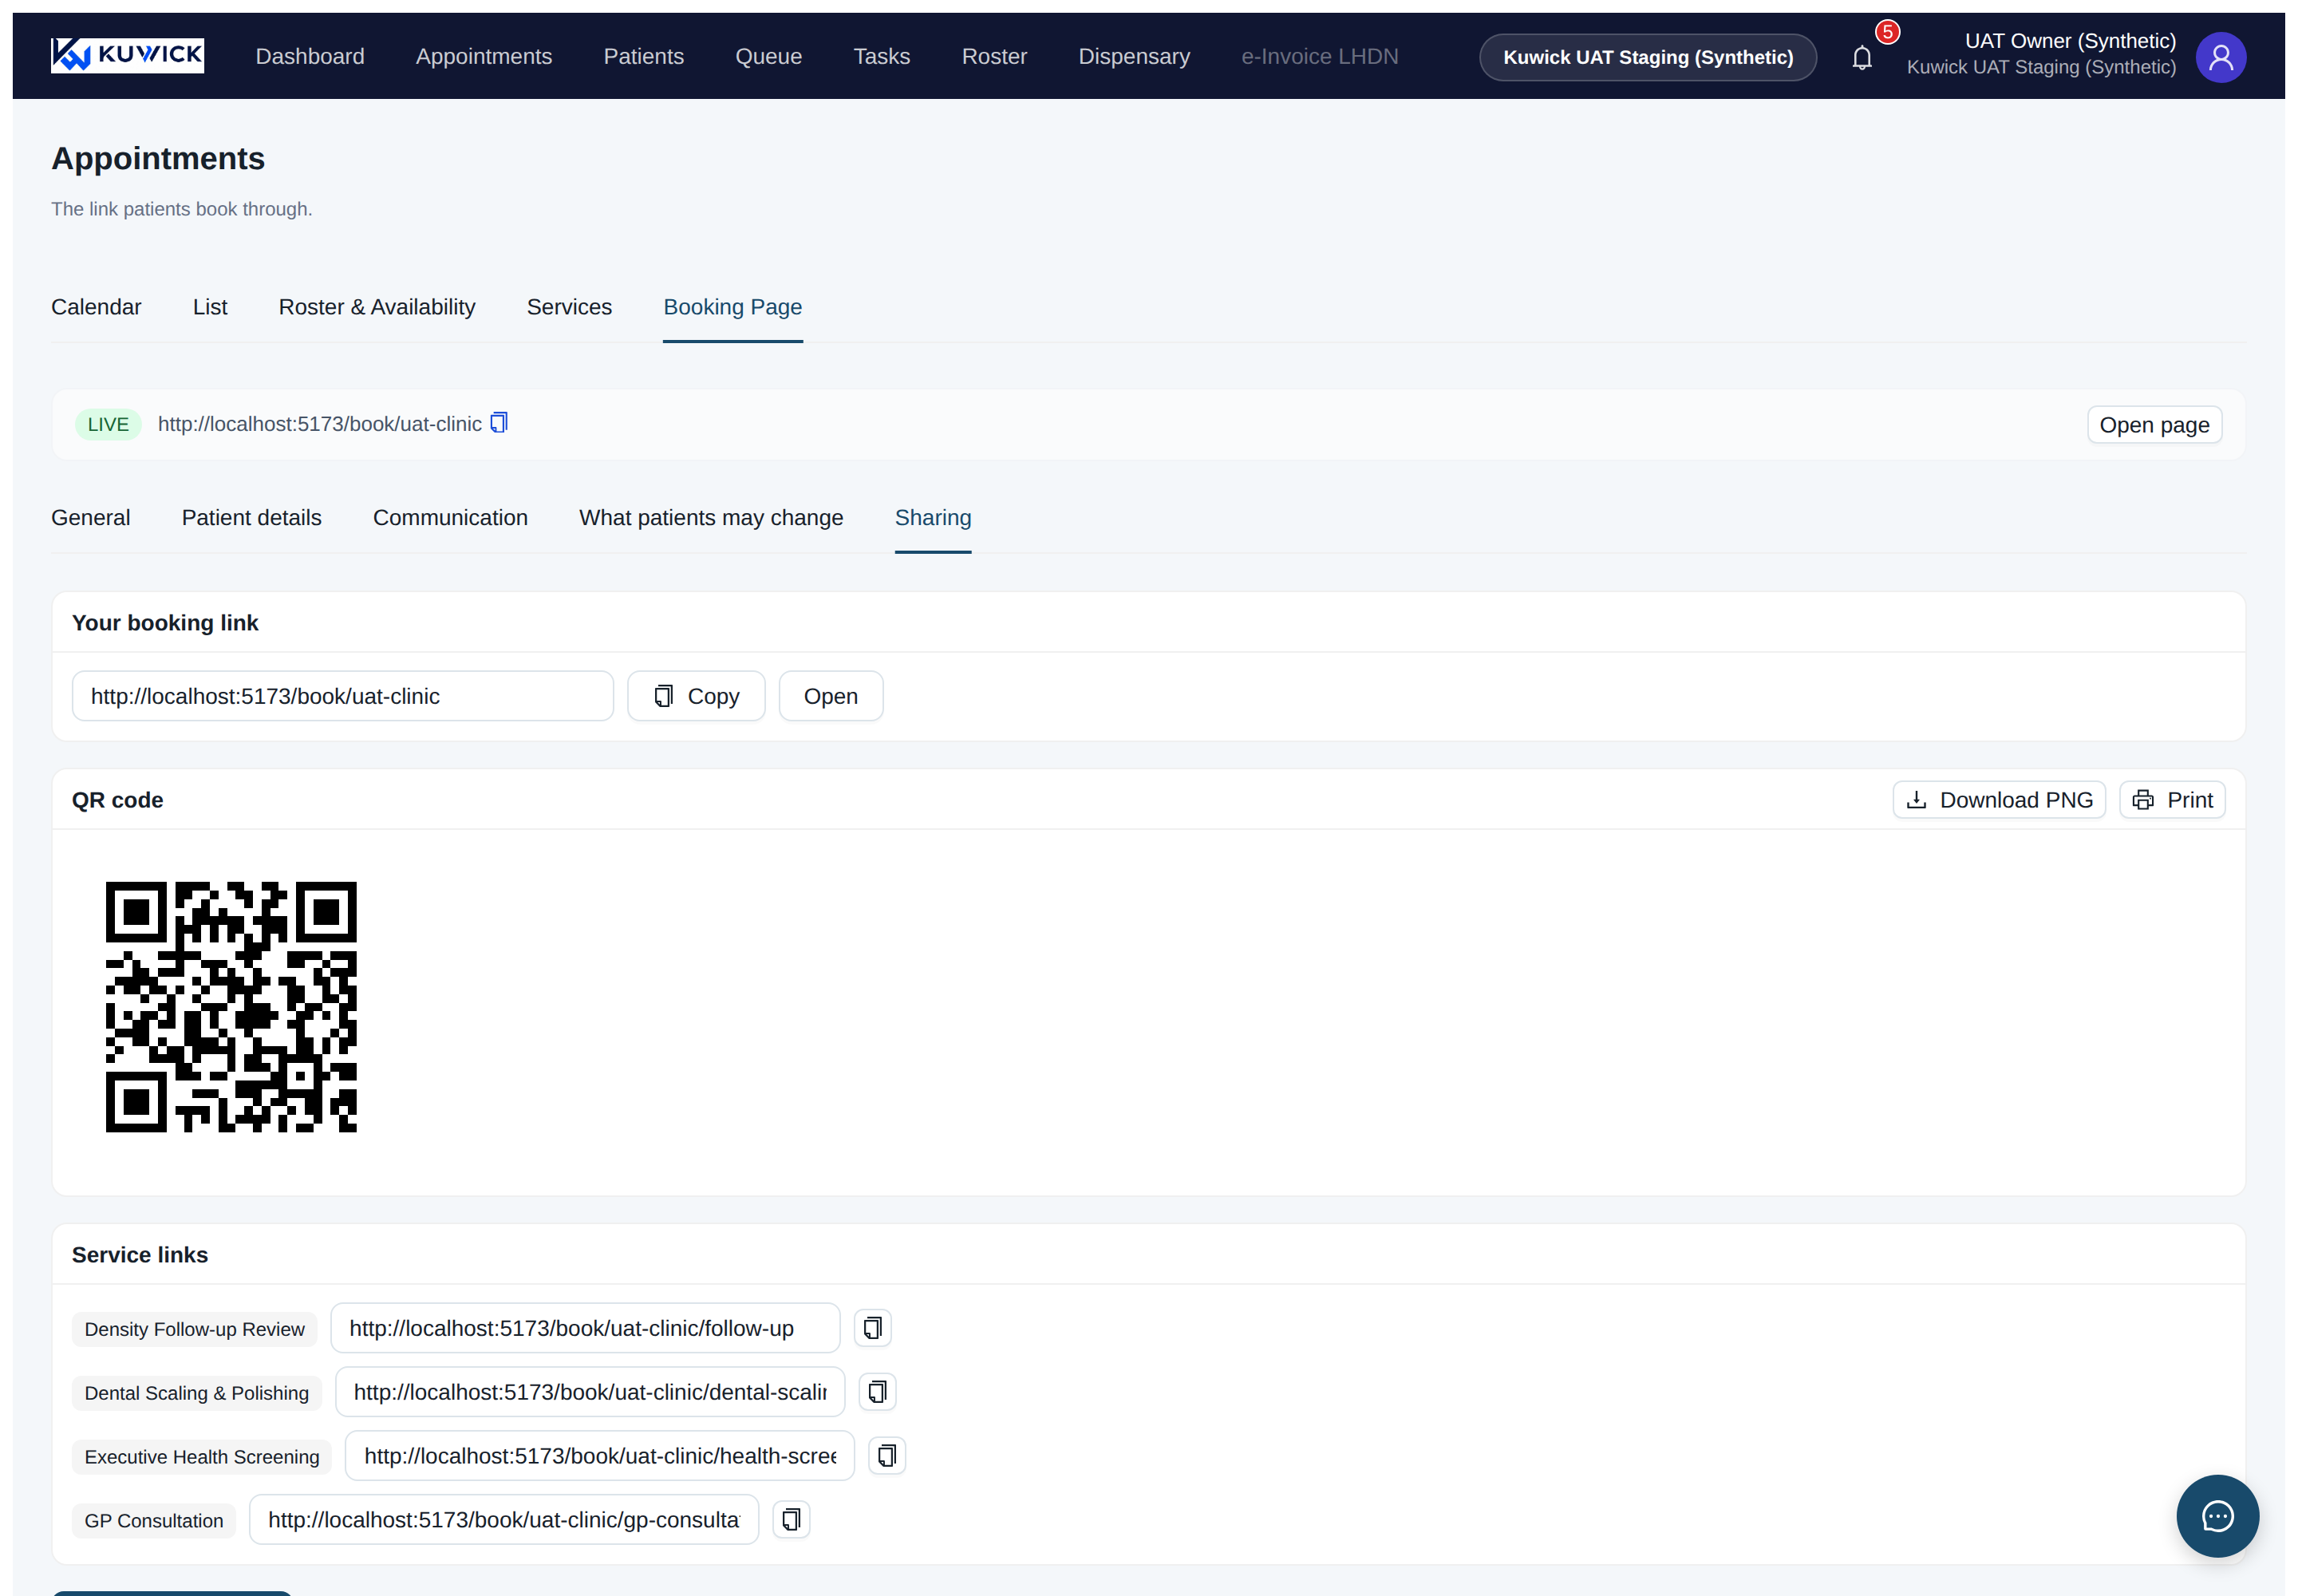 KUWICK Dashboard Appointments Patients Queue Tasks Roster Dispensary e-Invoice LHDN Kuwick UAT Staging (Synthetic) 5 UAT Owner (Synthetic)
Kuwick UAT Staging (Synthetic)
Appointments
The link patients book through.
Calendar List Roster & Availability Services Booking Page
LIVE http://localhost:5173/book/uat-clinic Open page
General Patient details Communication What patients may change Sharing
Your booking link
http://localhost:5173/book/uat-clinic Copy Open
QR code Download PNG Print
Service links
Density Follow-up Review http://localhost:5173/book/uat-clinic/follow-up
Dental Scaling & Polishing http://localhost:5173/book/uat-clinic/dental-scalin
Executive Health Screening http://localhost:5173/book/uat-clinic/health-scree
GP Consultation http://localhost:5173/book/uat-clinic/gp-consulta